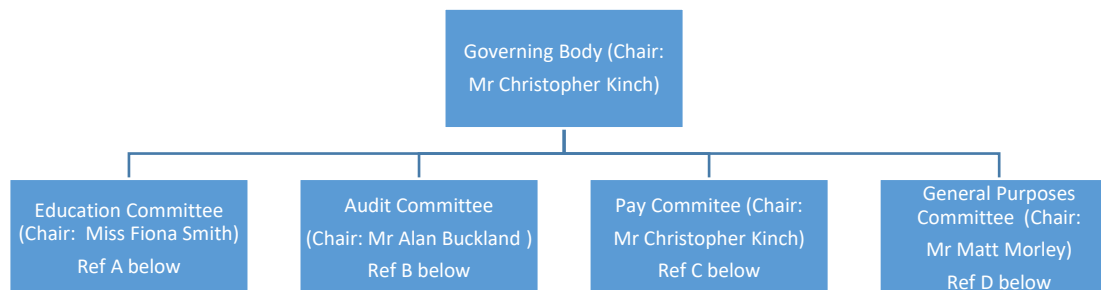 Governing Body (Chair:
Mr Christopher Kinch)
Education Committee
(Chair:  Miss Fiona Smith)
Ref A below
Audit Committee
(Chair: Mr Alan Buckland )
Ref B below
Pay Commitee (Chair:
Mr Christopher Kinch)
Ref C below
General Purposes
Committee  (Chair:
Mr Matt Morley)
Ref D below